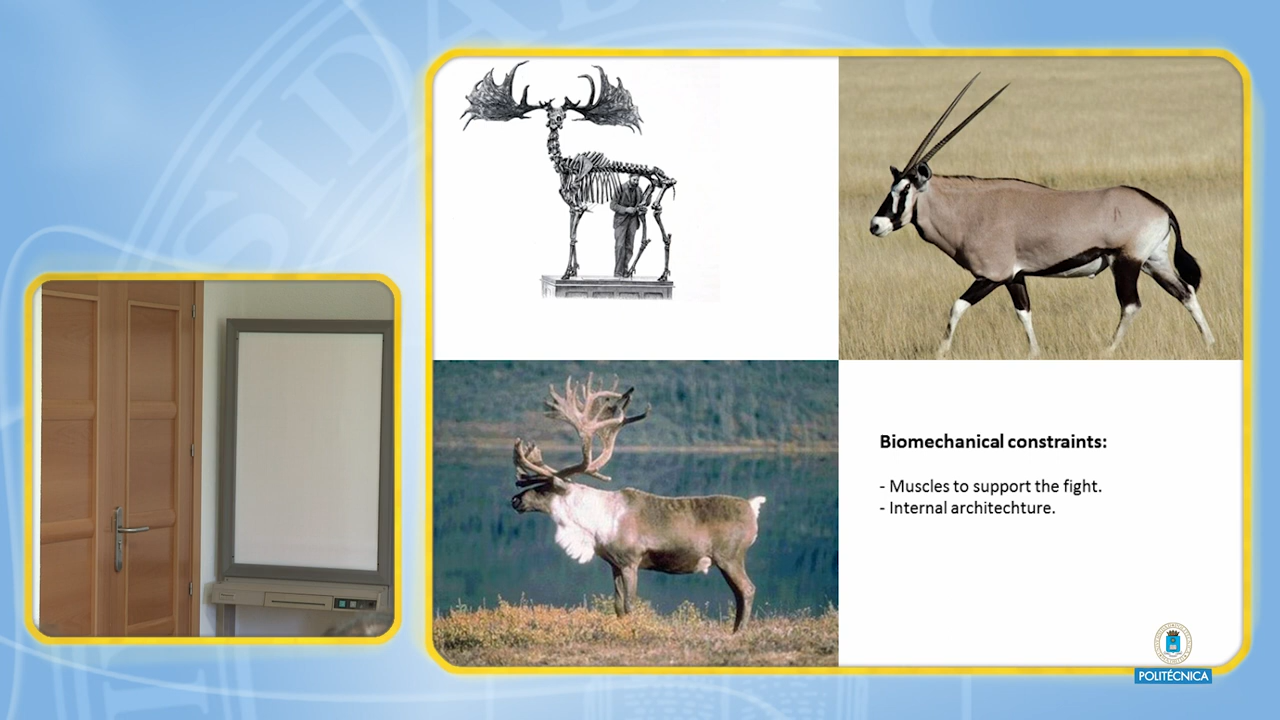 Biomechanical constraints:
- Muscles to support the fight.
- Internal architechture.
POLITÉCNICA